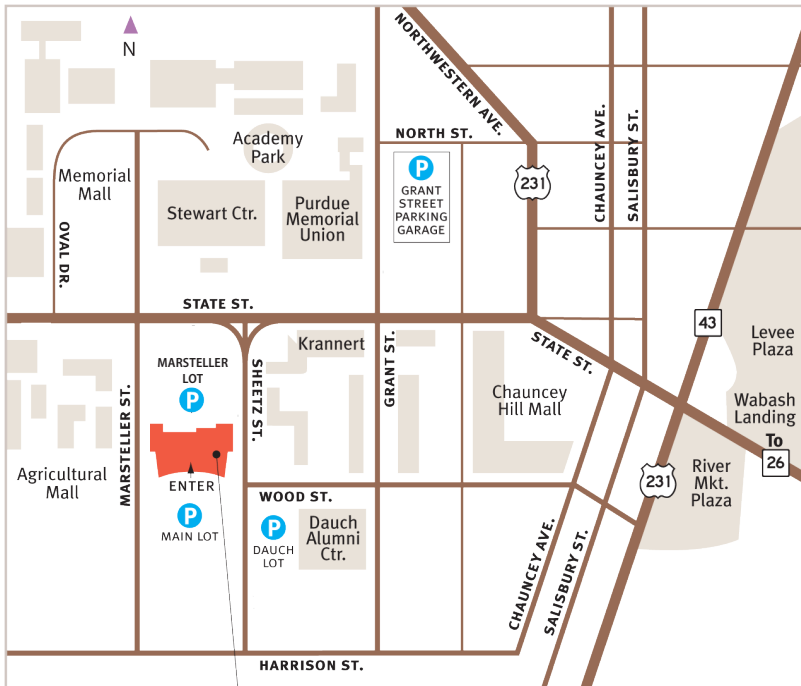 N
NORTHWESTERN AVE.
CHAUNCEY AVE.
SALISBURY ST.
NORTH ST.
Academy
Park
Memorial
Mall
P
GRANT
STREET
PARKING
GARAGE
231
Stewart Ctr.
Purdue
Memorial
Union
OVAL DR.
STATE ST.
43
Levee
Plaza
Krannert
STATE ST.
MARSTELLER
LOT
P
SHEETZ ST.
GRANT ST.
Chauncey
Hill Mall
Wabash
Landing
To
26
MARSTELLER ST.
Agricultural
Mall
ENTER
River
Mkt.
Plaza
231
WOOD ST.
P
MAIN LOT
P
DAUCH
LOT
Dauch
Alumni
Ctr.
CHAUNCEY AVE.
SALISBURY ST.
HARRISON ST.